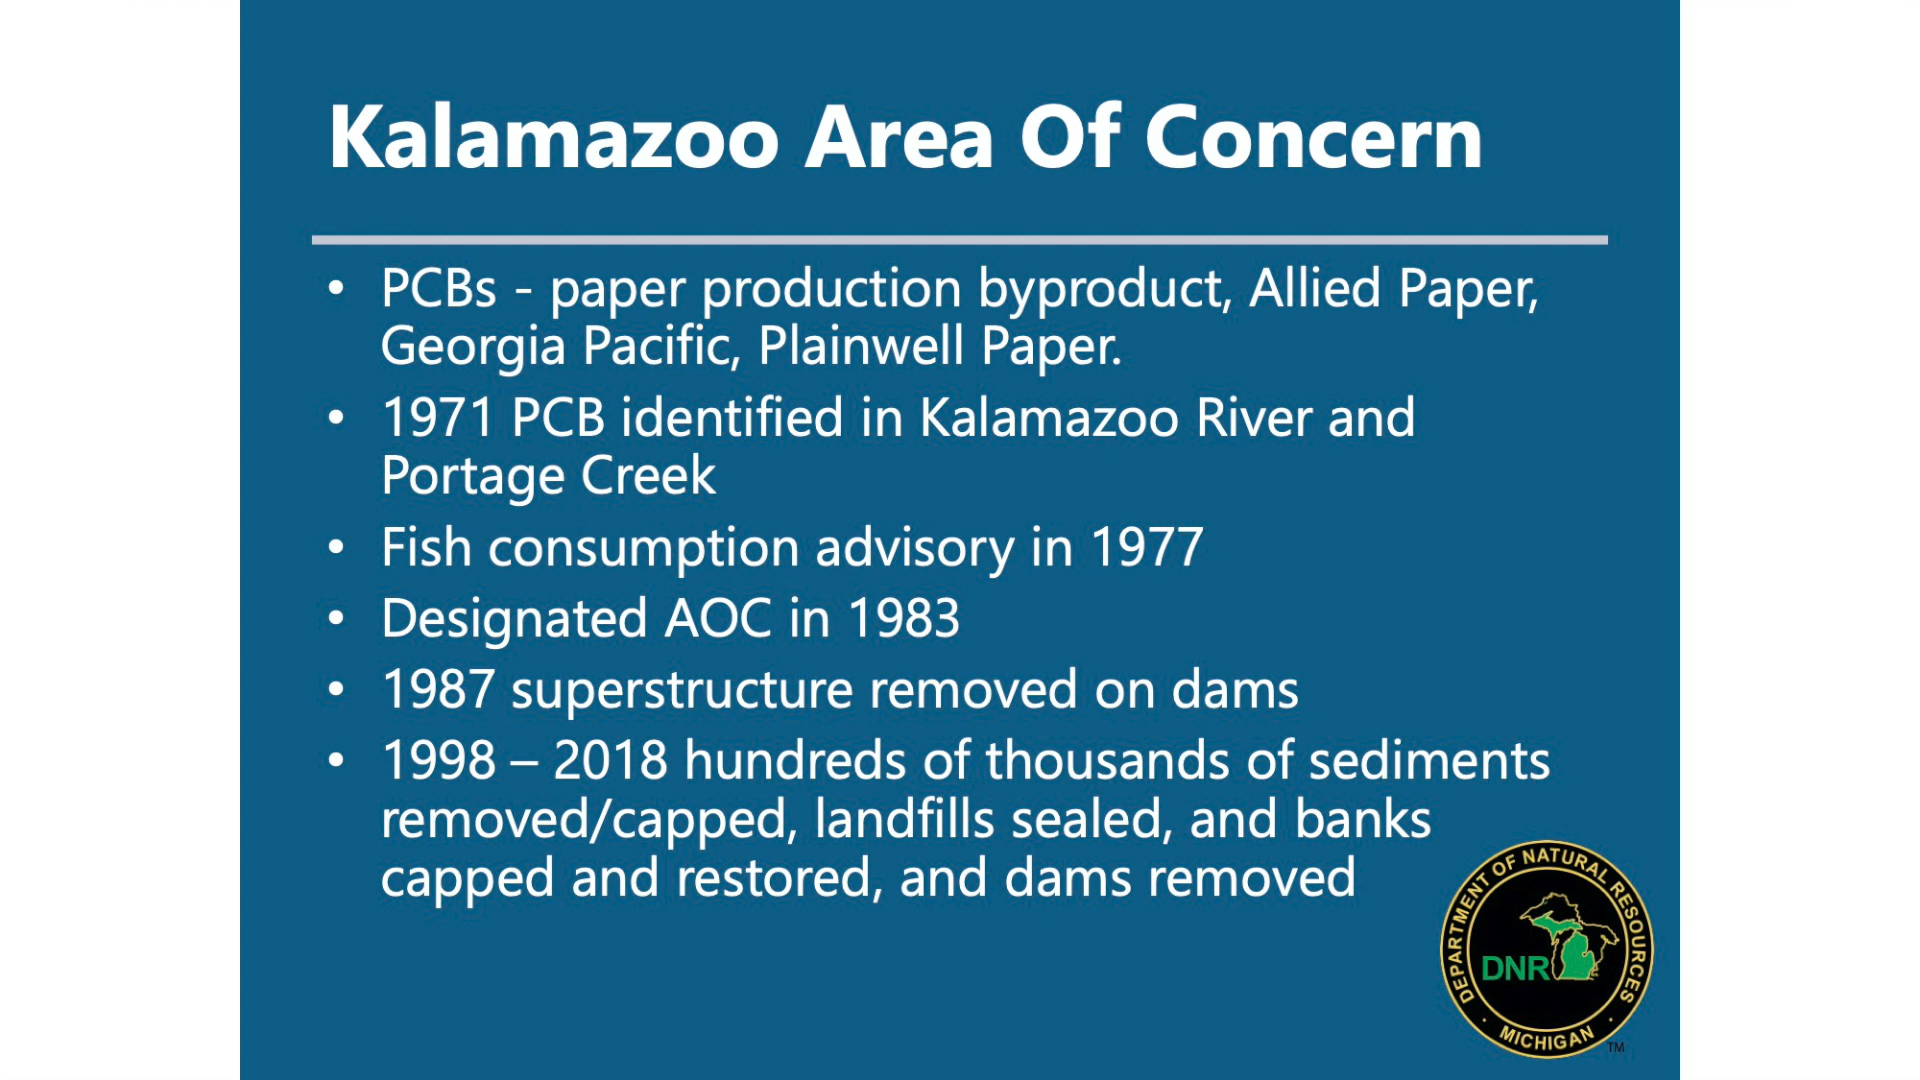 Kalamazoo Area Of Concern
• PCBs - paper production byproduct, Allied Paper,
Georgia Pacific, Plainwell Paper.
• 1971 PCB identified in Kalamazoo River and
Portage Creek
• Fish consumption advisory in 1977
• Designated AOC in 1983
• 1987 superstructure removed on dams
• 1998 – 2018 hundreds of thousands of sediments
removed/capped, landfills sealed, and banks
capped and restored, and dams removed
DEPARTMENT OF NATURAL RESOURCES
DNR
MICHIGAN
TM